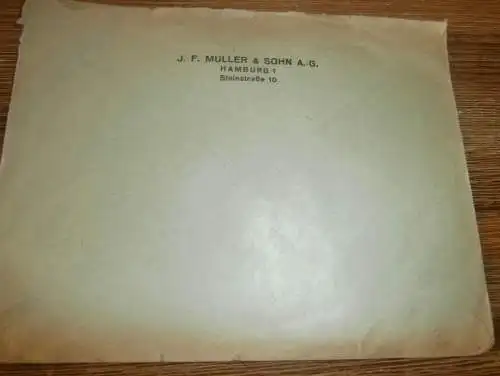 J. F. MULLER & SOHN A.-G.
HAMBURG 1
Steinstraße 10